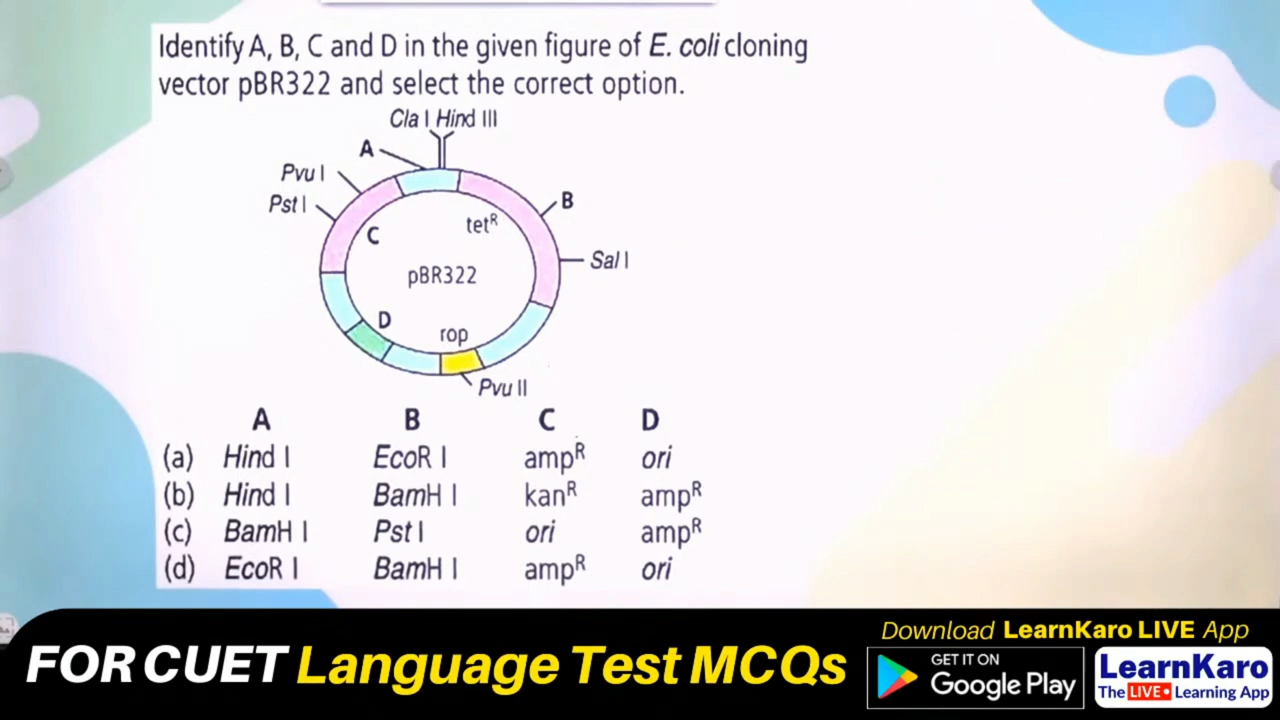 Identify A, B, C and D in the given figure of E. coli cloning
vector pBR322 and select the correct option.
Cla I Hind III
A
Pvu I
Pst I
B
C
tetᴿ
Sal I
pBR322
D
rop
Pvu II
A B C D
(a) Hind I EcoR I ampᴿ ori
(b) Hind I BamH I kanᴿ ampᴿ
(c) BamH I Pst I ori ampᴿ
(d) EcoR I BamH I ampᴿ ori
FOR CUET Language Test MCQs
Download LearnKaro LIVE App
GET IT ON
Google Play
LearnKaro
The LIVE Learning App